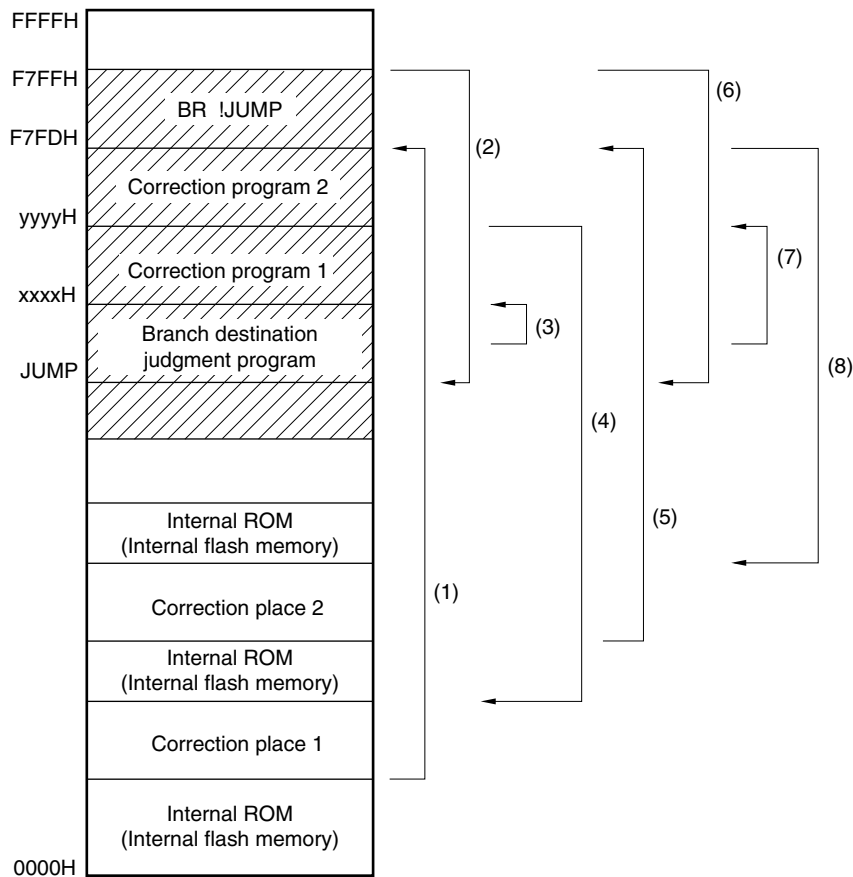 FFFFH
F7FFH
BR !JUMP
(6)
F7FDH
(2)
Correction program 2
yyyyH
(7)
Correction program 1
xxxxH
(3)
Branch destination
judgment program
JUMP
(8)
(4)
Internal ROM
(Internal flash memory)
(5)
(1)
Correction place 2
Internal ROM
(Internal flash memory)
Correction place 1
Internal ROM
(Internal flash memory)
0000H